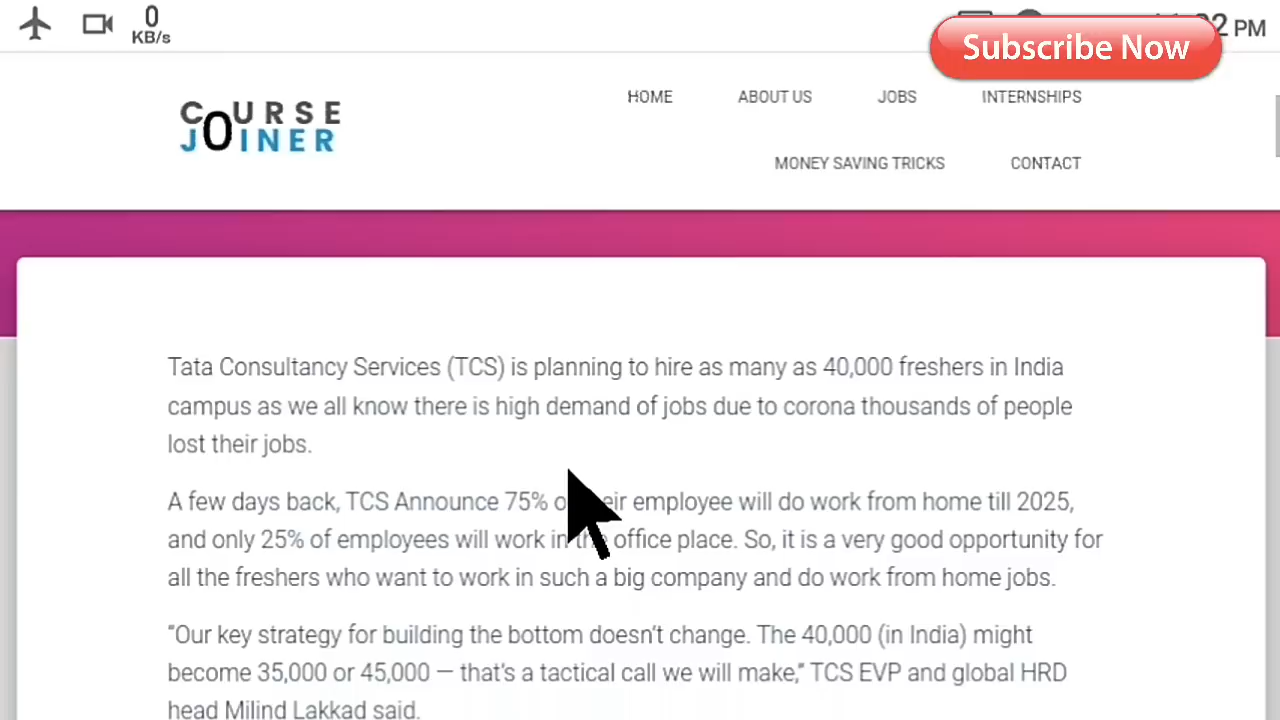 0
KB/s
2 PM
Subscribe Now
COURSE
JOINER
HOME
ABOUT US
JOBS
INTERNSHIPS
MONEY SAVING TRICKS
CONTACT
Tata Consultancy Services (TCS) is planning to hire as many as 40,000 freshers in India
campus as we all know there is high demand of jobs due to corona thousands of people
lost their jobs.
A few days back, TCS Announce 75% of their employee will do work from home till 2025,
and only 25% of employees will work in the office place. So, it is a very good opportunity for
all the freshers who want to work in such a big company and do work from home jobs.
“Our key strategy for building the bottom doesn’t change. The 40,000 (in India) might
become 35,000 or 45,000 — that’s a tactical call we will make,” TCS EVP and global HRD
head Milind Lakkad said.